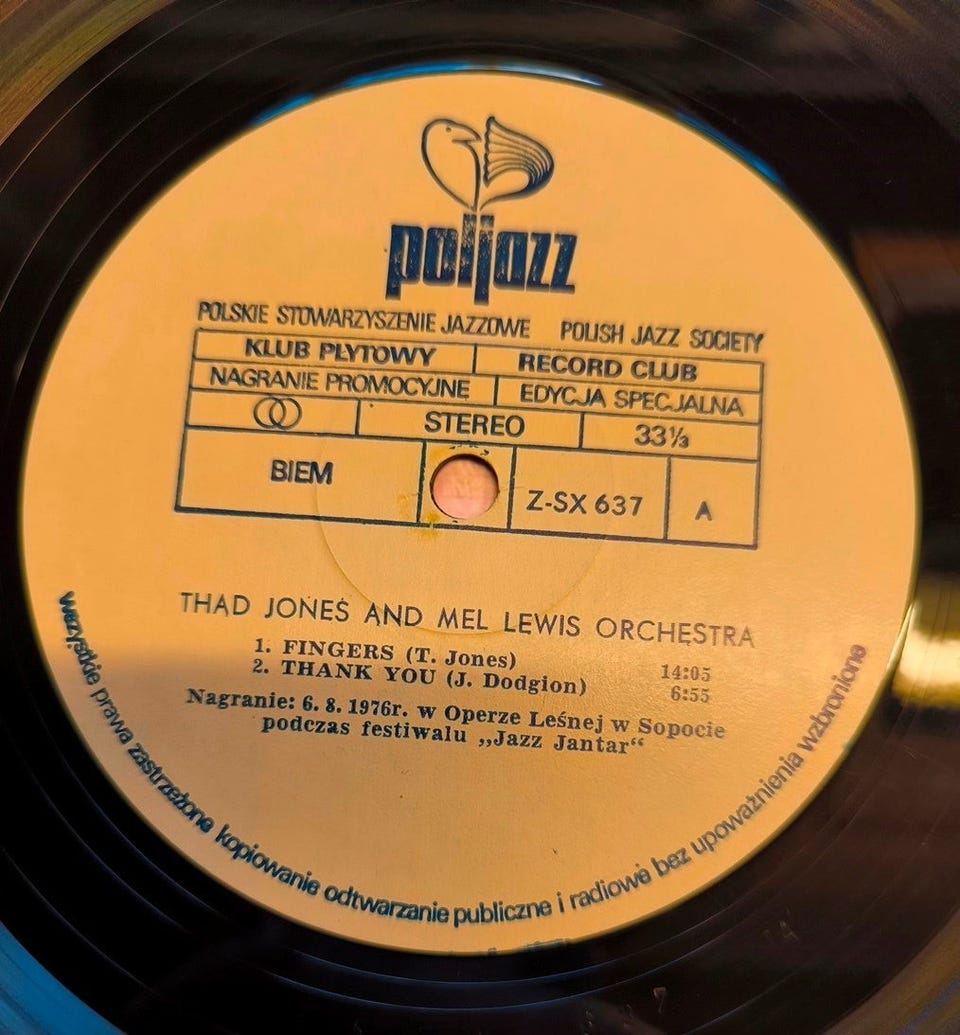 poljazz
POLSKIE STOWARZYSZENIE JAZZOWE POLISH JAZZ SOCIETY
KLUB PŁYTOWY RECORD CLUB
NAGRANIE PROMOCYJNE EDYCJA SPECJALNA
STEREO 33⅓
BIEM Z-SX 637 A
THAD JONES AND MEL LEWIS ORCHESTRA
1. FINGERS (T. Jones) 14:05
2. THANK YOU (J. Dodgion) 6:55
Nagranie: 6. 8. 1976r. w Operze Leśnej w Sopocie
podczas festiwalu „Jazz Jantar“
wszystkie prawa zastrzeżone kopiowanie odtwarzanie publiczne i radiowe bez upoważnienia wzbronione